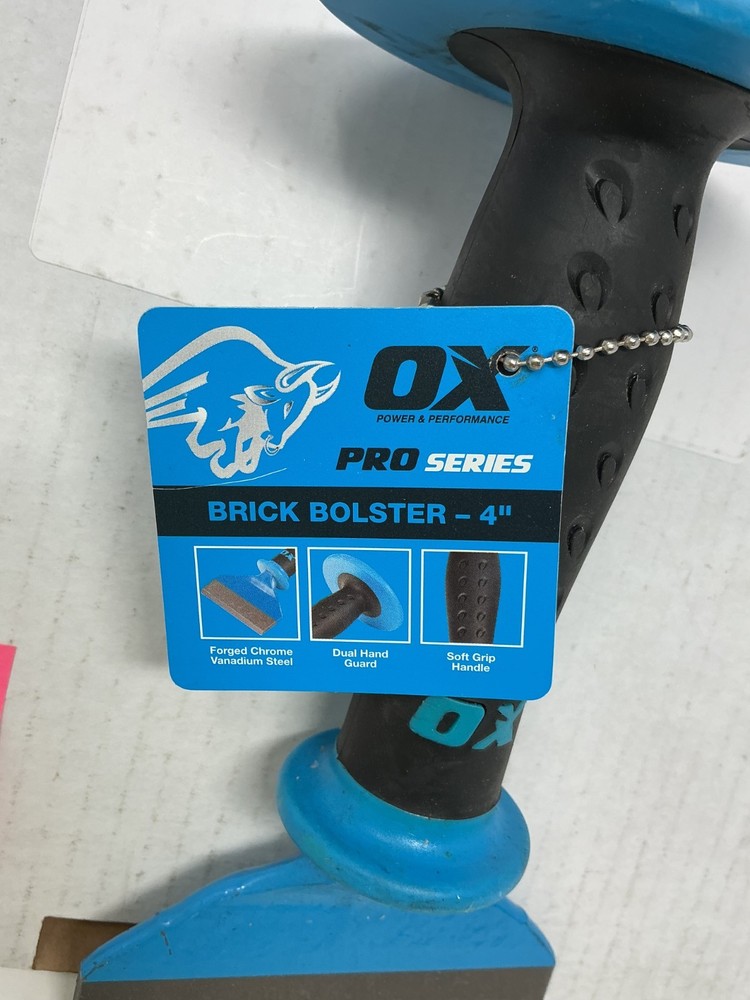 OX®
POWER & PERFORMANCE
PRO SERIES
BRICK BOLSTER – 4"
Forged Chrome
Vanadium Steel
Dual Hand
Guard
Soft Grip
Handle
OX